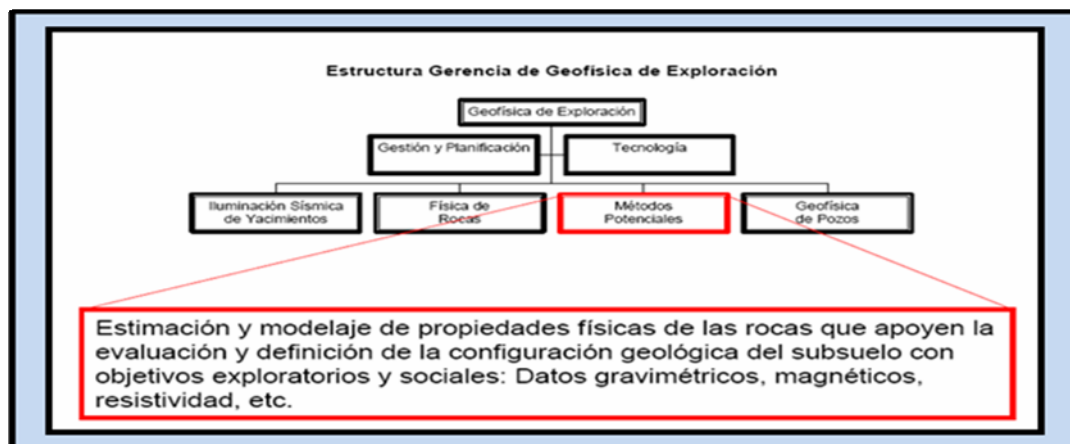 Estructura Gerencia de Geofísica de Exploración
Geofísica de Exploración
Gestión y Planificación
Tecnología
Iluminación Sísmica
de Yacimientos
Física de
Rocas
Métodos
Potenciales
Geofísica
de Pozos
Estimación y modelaje de propiedades físicas de las rocas que apoyen la
evaluación y definición de la configuración geológica del subsuelo con
objetivos exploratorios y sociales: Datos gravimétricos, magnéticos,
resistividad, etc.